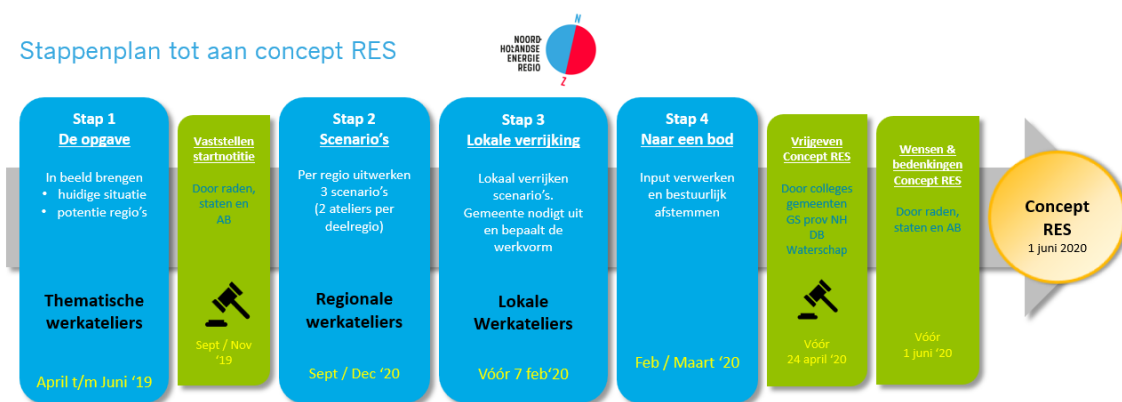 Stappenplan tot aan concept RES
NOORD-
HOLLANDSE
ENERGIE
REGIO
N
Z
Stap 1
De opgave
In beeld brengen
• huidige situatie
• potentie regio's
Thematische
werkateliers
April t/m Juni '19
Vaststellen
startnotitie
Door raden,
staten en
AB
Sept / Nov
'19
Stap 2
Scenario's
Per regio uitwerken
3 scenario's
(2 ateliers per
deelregio)
Regionale
werkateliers
Sept / Dec '20
Stap 3
Lokale verrijking
Lokaal verrijken
scenario's.
Gemeente nodigt uit
en bepaalt de
werkvorm
Lokale
Werkateliers
Vóór 7 feb'20
Stap 4
Naar een bod
Input verwerken
en bestuurlijk
afstemmen
Feb / Maart '20
Vrijgeven
Concept RES
Door colleges
gemeenten
GS prov NH
DB
Waterschap
Vóór
24 april '20
Wensen &
bedenkingen
Concept RES
Door raden,
staten en AB
Vóór
1 juni '20
Concept
RES
1 juni 2020